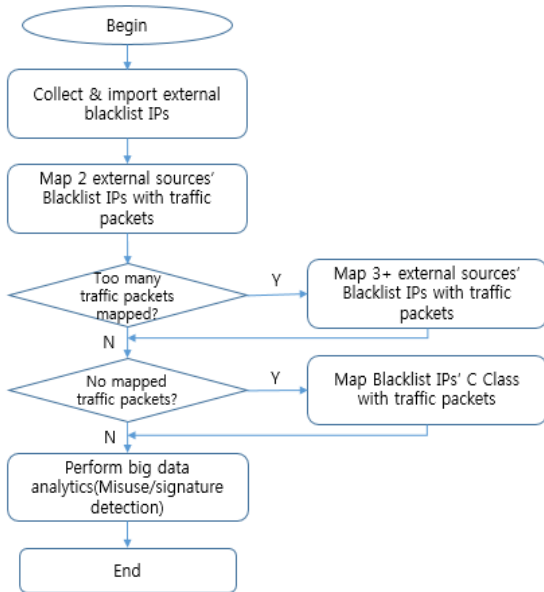 Begin
Collect & import external
blacklist IPs
Map 2 external sources’
Blacklist IPs with traffic
packets
Too many
traffic packets
mapped?
Y
Map 3+ external sources’
Blacklist IPs with traffic
packets
N
No mapped
traffic packets?
Y
Map Blacklist IPs’ C Class
with traffic packets
N
Perform big data
analytics(Misuse/signature
detection)
End